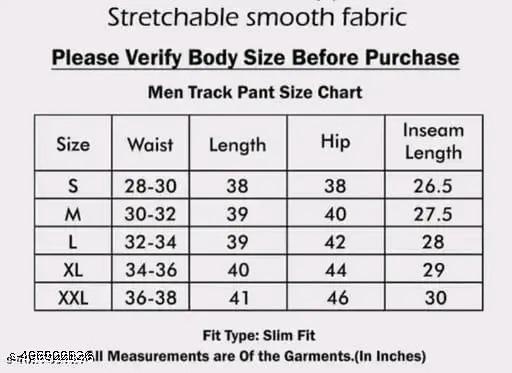 Stretchable smooth fabric
Please Verify Body Size Before Purchase
Men Track Pant Size Chart
Size Waist Length Hip Inseam Length
S 28-30 38 38 26.5
M 30-32 39 40 27.5
L 32-34 39 42 28
XL 34-36 40 44 29
XXL 36-38 41 46 30
Fit Type: Slim Fit
All Measurements are Of the Garments.(In Inches)